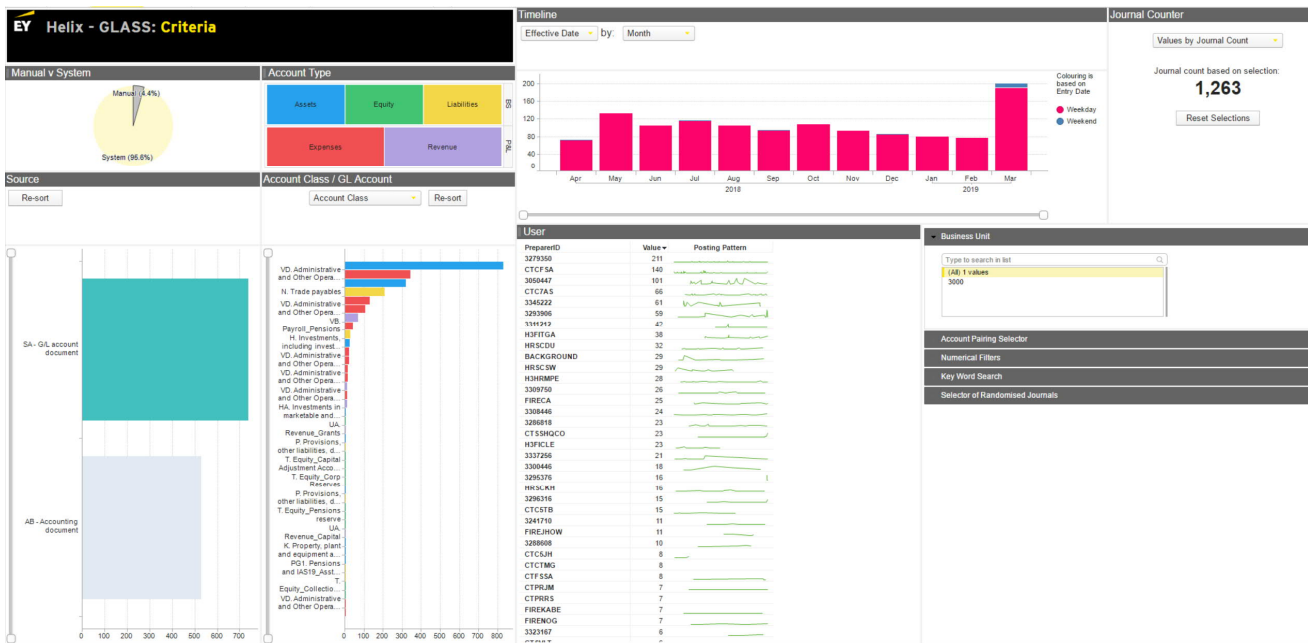 EY Helix - GLASS: Criteria
Manual v System
Manual (4.4%)
System (95.6%)
Account Type
Assets
Equity
Liabilities
BS
Expenses
Revenue
P&L
Timeline
Effective Date by: Month
200
160
120
80
40
0
Apr May Jun Jul Aug Sep Oct Nov Dec Jan Feb Mar
2018 2019
Colouring is
based on
Entry Date
Weekday
Weekend
Journal Counter
Values by Journal Count
Journal count based on selection:
1,263
Reset Selections
Source
Re-sort
SA - G/L account
document
AB - Accounting
document
0 100 200 300 400 500 600 700
Account Class / GL Account
Account Class Re-sort
VD. Administrative
and Other Opera...
N. Trade payables
VD. Administrative
and Other Opera...
VB.
Payroll_Pensions
H. Investments,
including invest...
VD. Administrative
and Other Opera...
VD. Administrative
and Other Opera...
VD. Administrative
and Other Opera...
HA. Investments in
marketable and...
UA.
Revenue_Grants
P. Provisions,
other liabilities, d...
T. Equity_Capital
Adjustment Acco...
T. Equity_Corp
Reserves
P. Provisions,
other liabilities, d...
T. Equity_Pensions
reserve
UA.
Revenue_Capital
K. Property, plant
and equipment a...
PG1. Pensions
and IAS19_Asst...
T.
Equity_Collectio...
VD. Administrative
and Other Opera...
0 100 200 300 400 500 600 700 800
User
PreparerID Value Posting Pattern
3279350 211
CTCFSA 140
3050447 101
CTC7AS 66
3345222 61
3293906 59
3311212 42
H3FITGA 38
HRSCDU 32
BACKGROUND 29
HRSCSW 29
H3HRMPE 28
3309750 26
FIRECA 25
3308446 24
3286818 23
CTSSHQCO 23
H3FICLE 23
3337256 21
3300446 18
3295376 16
HRSCKH 16
3296316 15
CTC5TB 15
3241710 11
FIREJHOW 11
3288608 10
CTC5JH 8
CTCTMG 8
CTFSSA 8
CTPRJM 7
CTPRRS 7
FIREKABE 7
FIRENOG 7
3323167 6
Business Unit
Type to search in list
(All) 1 values
3000
Account Pairing Selector
Numerical Filters
Key Word Search
Selector of Randomised Journals